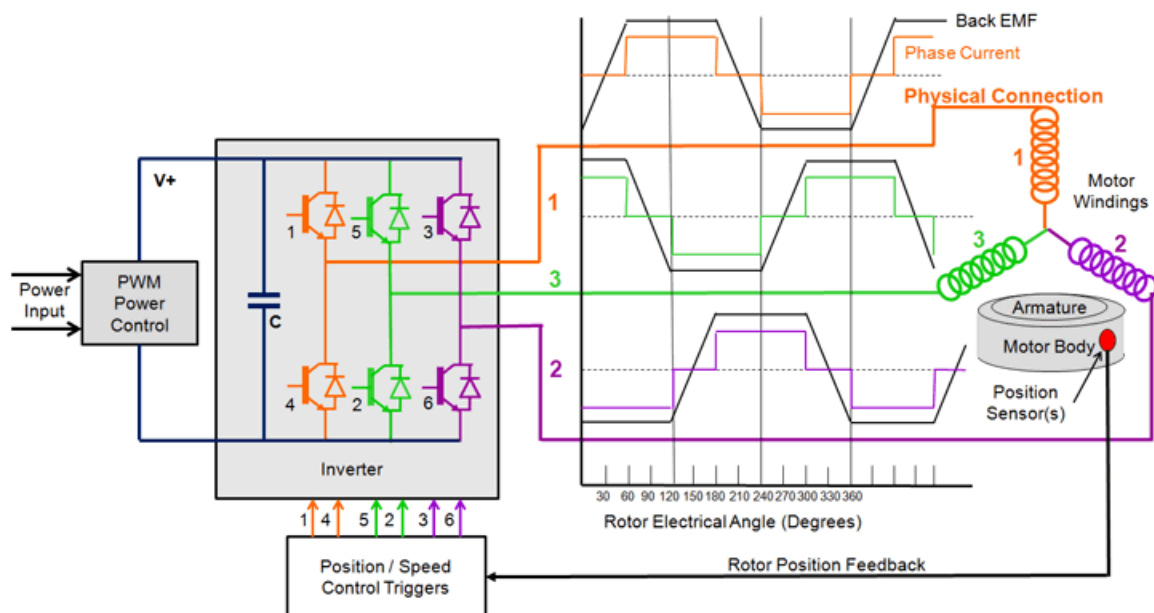 Back EMF
Phase Current
Physical Connection
V+
1
5
3
1
1
Motor
Windings
3
2
PWM
Power
Control
Power
Input
C
3
Armature
Motor Body
4
2
6
2
Position
Sensor(s)
Inverter
30 60 90 120 150 180 210 240 270 300 330 360
Rotor Electrical Angle (Degrees)
1 4 5 2 3 6
Position / Speed
Control Triggers
Rotor Position Feedback